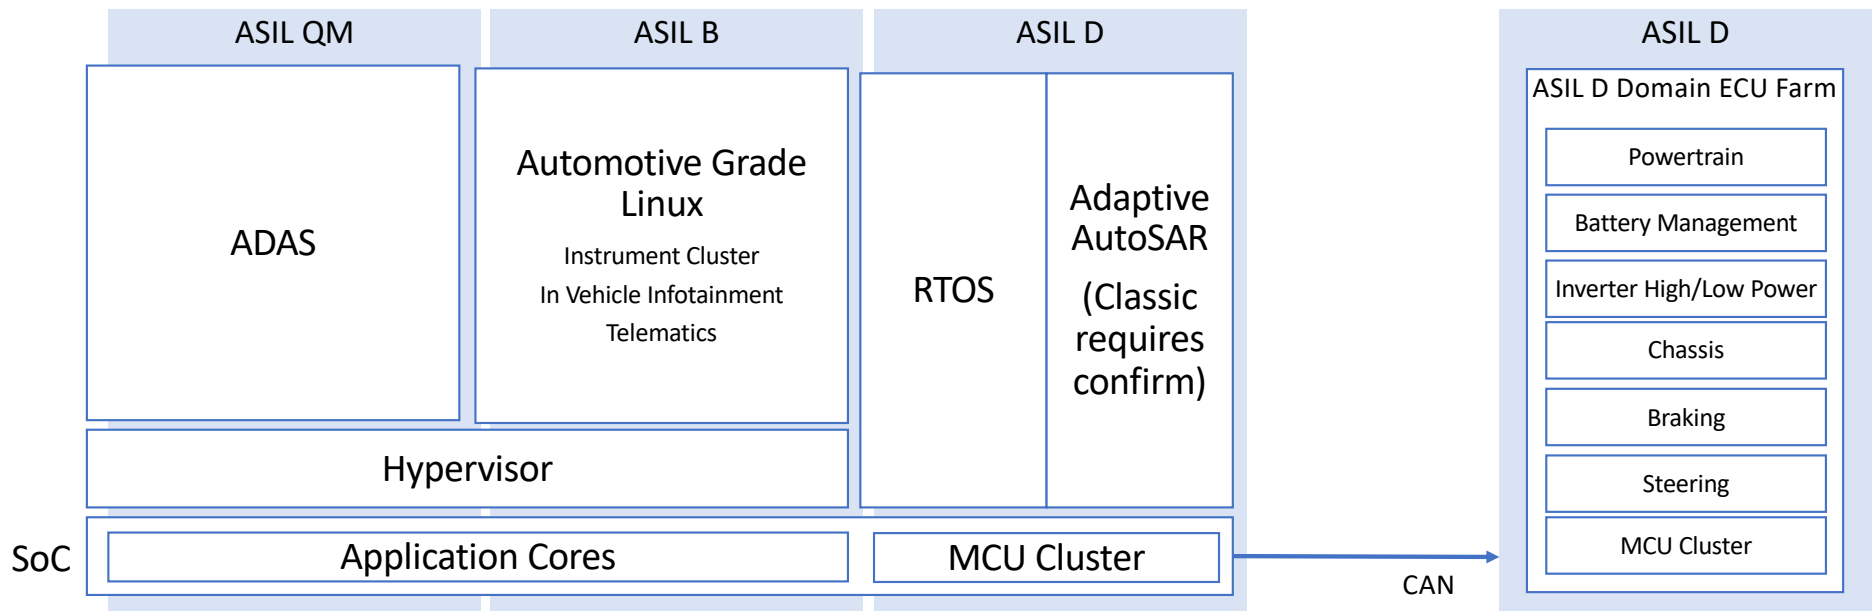 ASIL QM
ASIL B
ASIL D
ASIL D
ADAS
Automotive Grade
Linux
Instrument Cluster
In Vehicle Infotainment
Telematics
RTOS
Adaptive
AutoSAR
(Classic
requires
confirm)
Hypervisor
SoC
Application Cores
MCU Cluster
CAN
ASIL D Domain ECU Farm
Powertrain
Battery Management
Inverter High/Low Power
Chassis
Braking
Steering
MCU Cluster